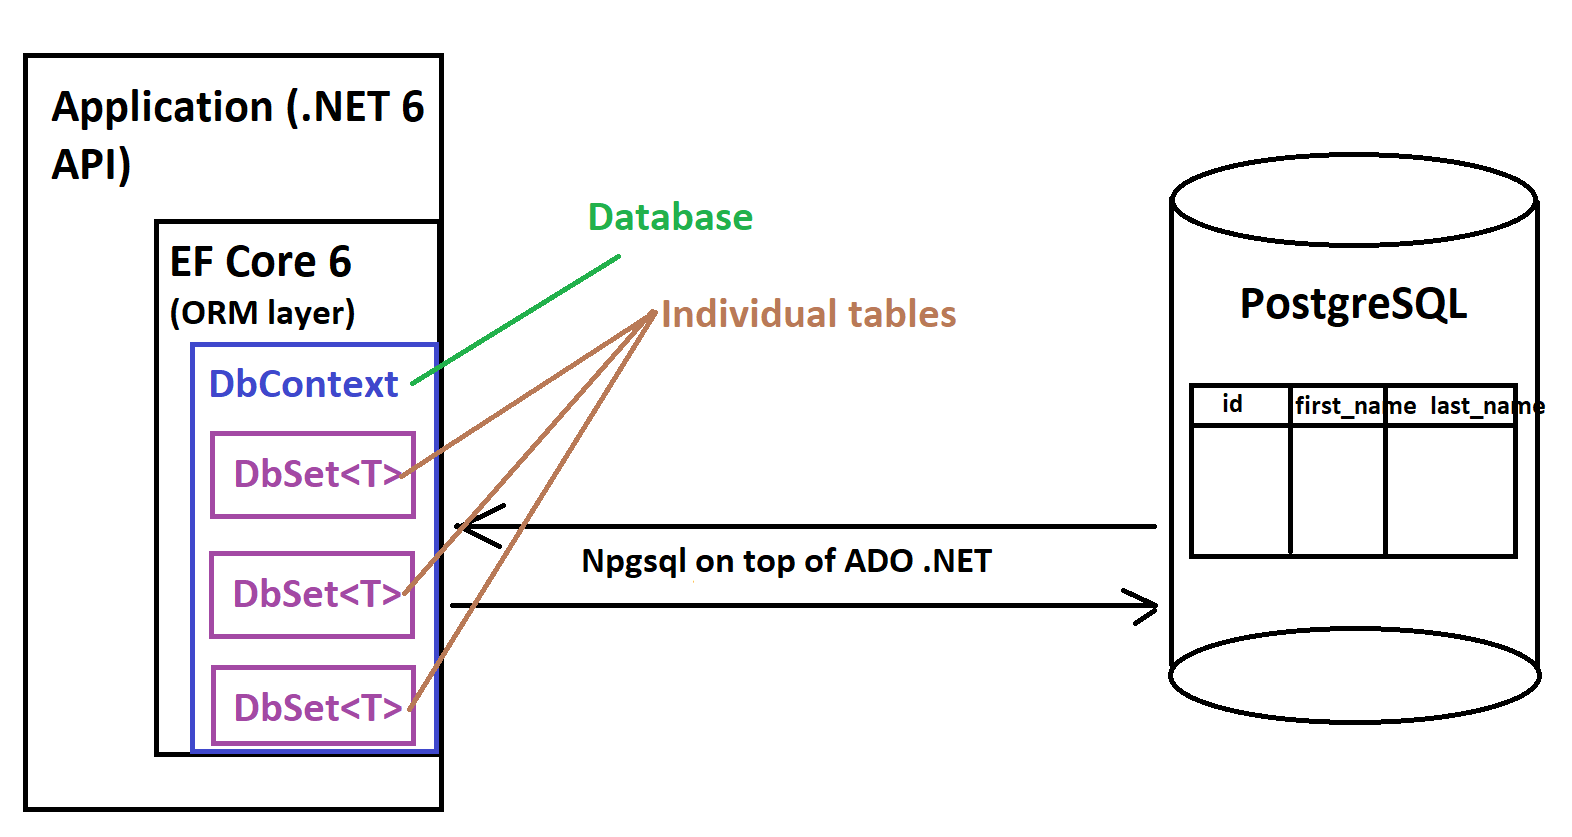 Application (.NET 6
API)
EF Core 6
(ORM layer)
DbContext
DbSet<T>
DbSet<T>
DbSet<T>
Database
Individual tables
Npgsql on top of ADO .NET
PostgreSQL
id first_name last_name